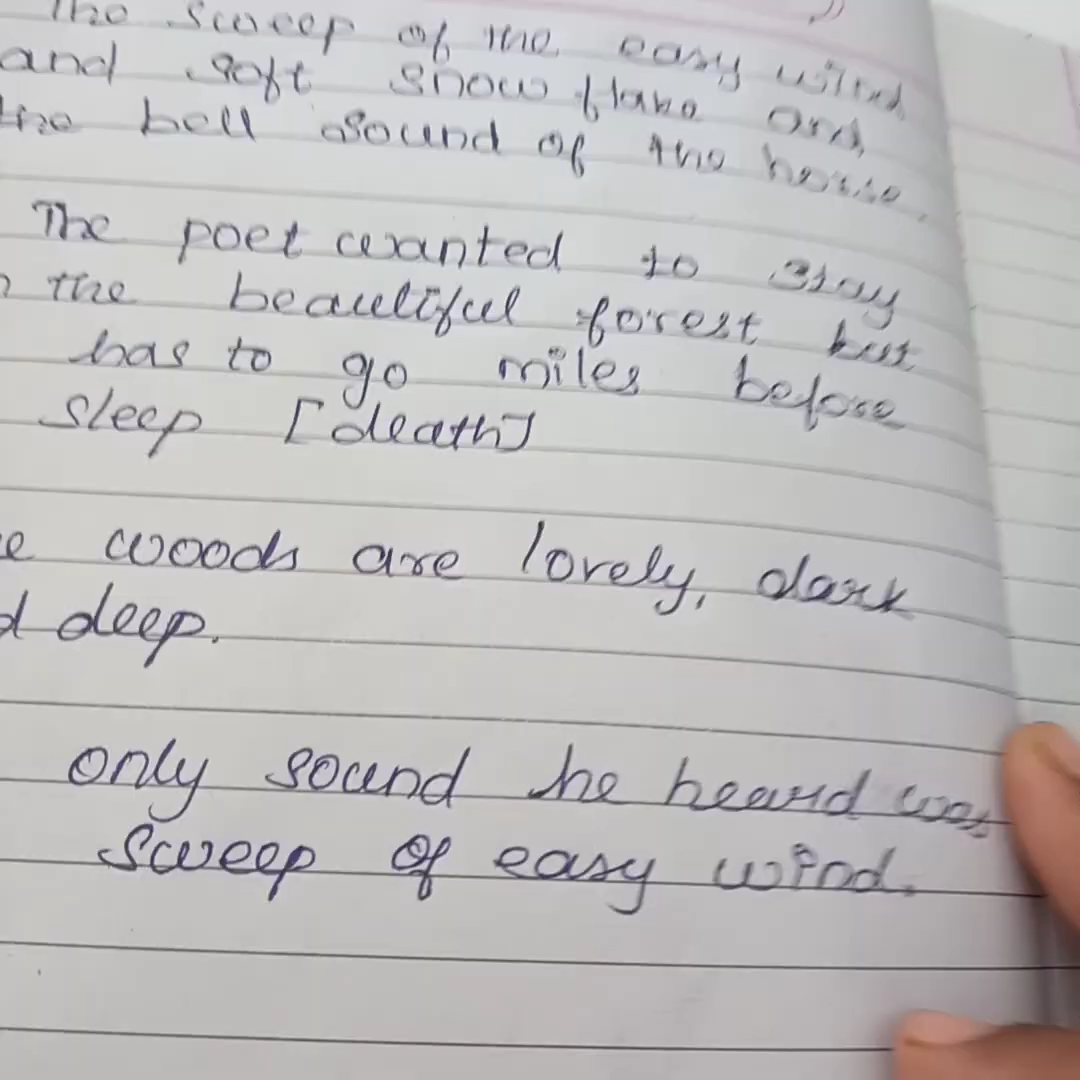 The sweep of the easy wind
and soft snow flake and
the bell sound of the horse.
The poet wanted to stay
the beautiful forest but
has to go miles before
sleep [death]
woods are lovely, dark
deep.
only sound he heard was
sweep of easy wind.